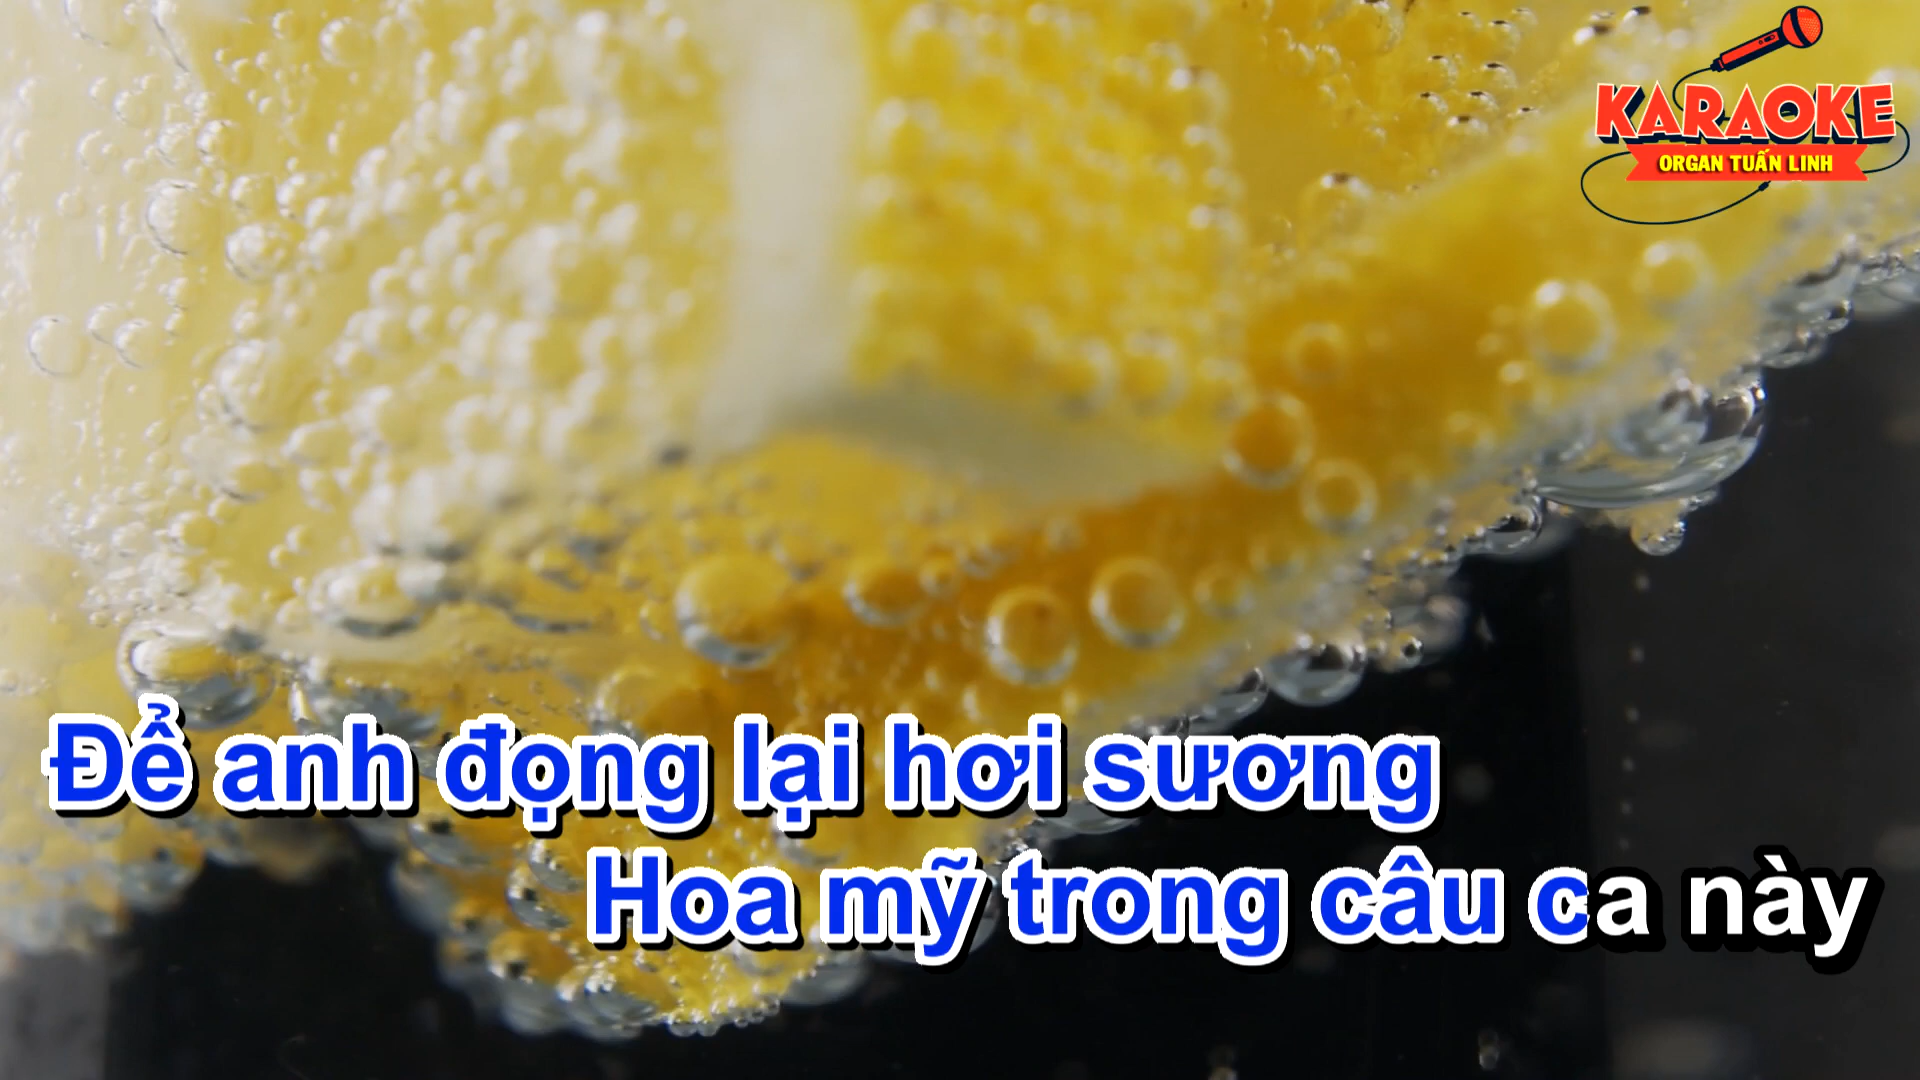 KARAOKE
ORGAN TUẤN LINH
Để anh đọng lại hơi sương
Hoa mỹ trong câu ca này